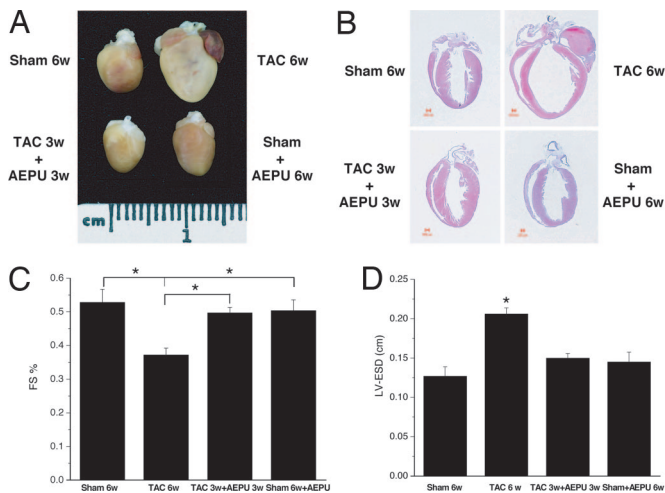 A
Sham 6w
TAC 6w
TAC 3w
+
AEPU 3w
Sham
+
AEPU 6w
cm
1
B
Sham 6w
TAC 6w
TAC 3w
+
AEPU 3w
Sham
+
AEPU 6w
C
*
*
*
0.6
0.5
0.4
0.3
0.2
0.1
0.0
FS %
Sham 6w
TAC 6w
TAC 3w+AEPU 3w
Sham 6w+AEPU
D
*
0.25
0.20
0.15
0.10
0.05
0.00
LV-ESD (cm)
Sham 6w
TAC 6 w
TAC 3w+AEPU 3w
Sham+AEPU 6w